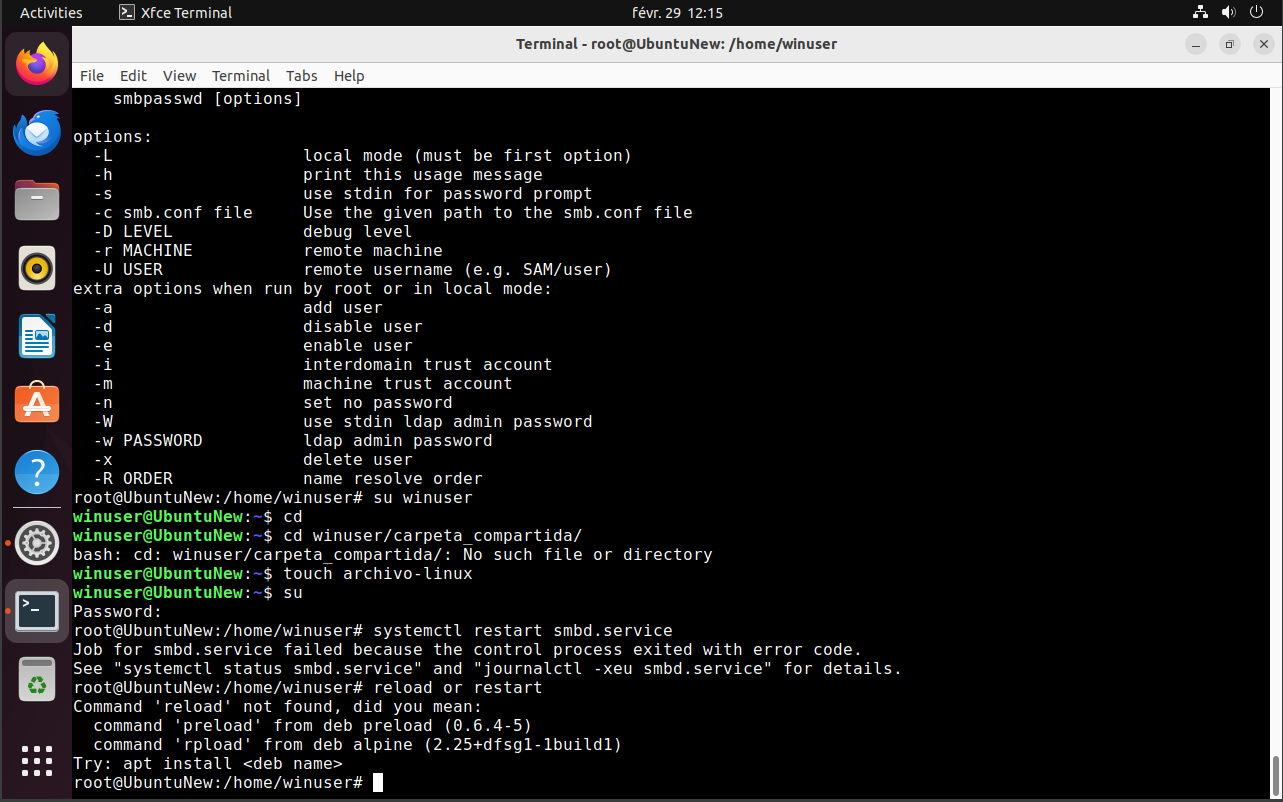 Activities Xfce Terminal févr. 29 12:15
Terminal - root@UbuntuNew: /home/winuser
File Edit View Terminal Tabs Help
    smbpasswd [options]
options:
  -L                   local mode (must be first option)
  -h                   print this usage message
  -s                   use stdin for password prompt
  -c smb.conf file     Use the given path to the smb.conf file
  -D LEVEL             debug level
  -r MACHINE           remote machine
  -U USER              remote username (e.g. SAM/user)
extra options when run by root or in local mode:
  -a                   add user
  -d                   disable user
  -e                   enable user
  -i                   interdomain trust account
  -m                   machine trust account
  -n                   set no password
  -W                   use stdin ldap admin password
  -w PASSWORD          ldap admin password
  -x                   delete user
  -R ORDER             name resolve order
root@UbuntuNew:/home/winuser# su winuser
winuser@UbuntuNew:~$ cd
winuser@UbuntuNew:~$ cd winuser/carpeta_compartida/
bash: cd: winuser/carpeta_compartida/: No such file or directory
winuser@UbuntuNew:~$ touch archivo-linux
winuser@UbuntuNew:~$ su
Password:
root@UbuntuNew:/home/winuser# systemctl restart smbd.service
Job for smbd.service failed because the control process exited with error code.
See "systemctl status smbd.service" and "journalctl -xeu smbd.service" for details.
root@UbuntuNew:/home/winuser# reload or restart
Command 'reload' not found, did you mean:
  command 'preload' from deb preload (0.6.4-5)
  command 'rpload' from deb alpine (2.25+dfsg1-1build1)
Try: apt install <deb name>
root@UbuntuNew:/home/winuser#